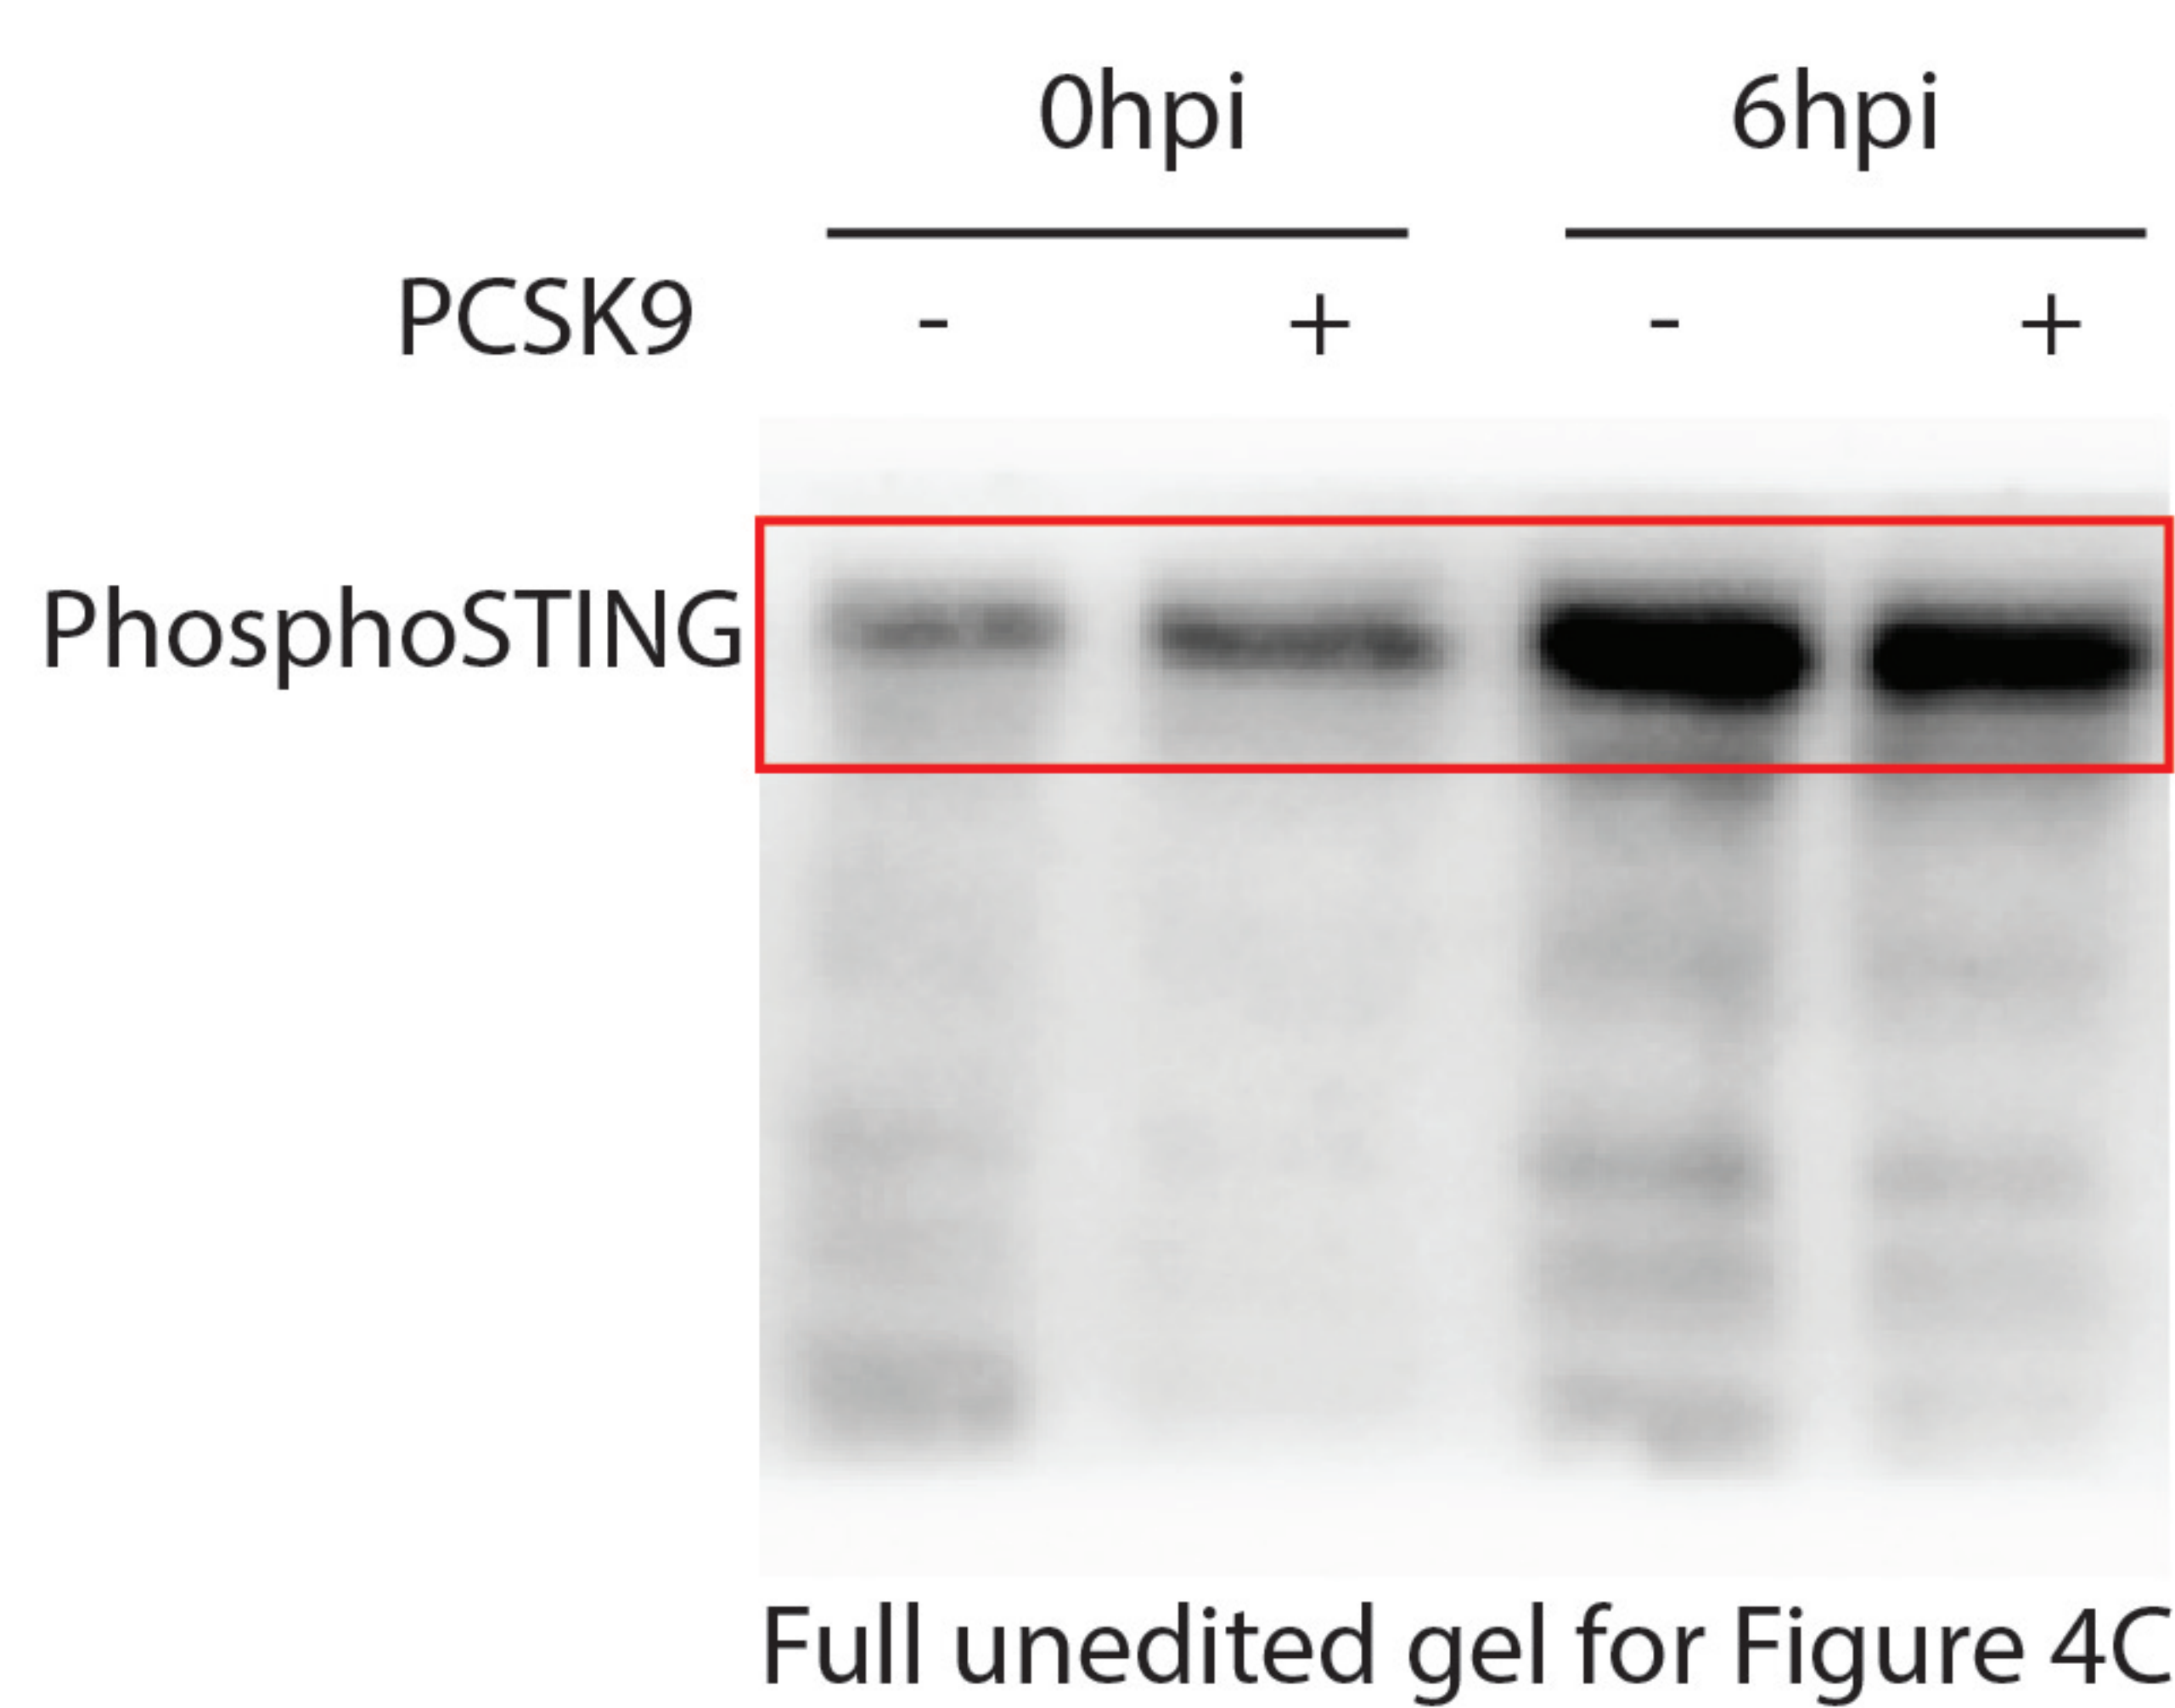 0hpi 6hpi
PCSK9 - + - +
PhosphoSTING
Full unedited gel for Figure 4C